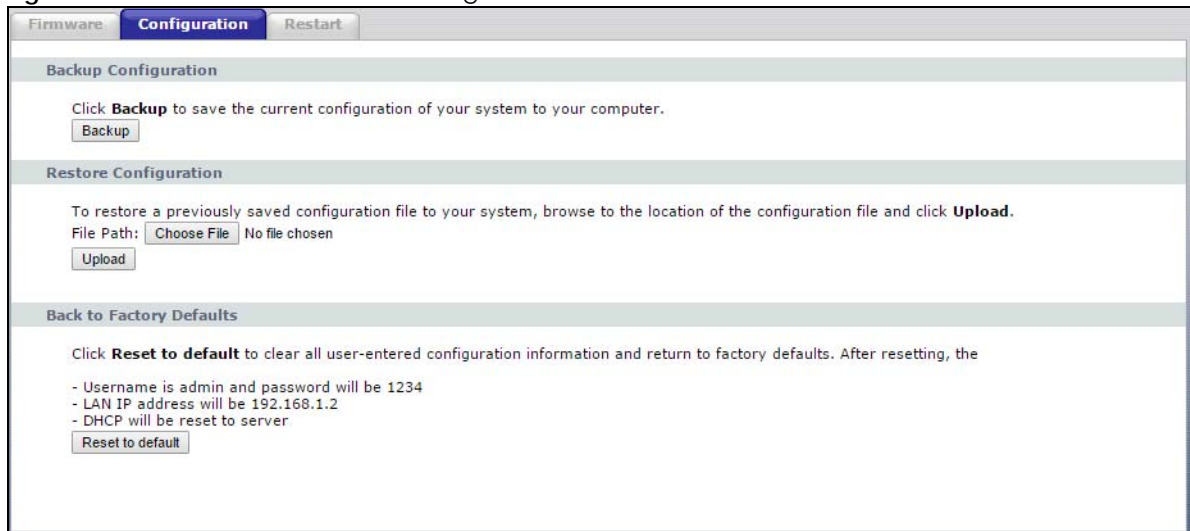 Firmware Configuration Restart
Backup Configuration
Click Backup to save the current configuration of your system to your computer.
Backup
Restore Configuration
To restore a previously saved configuration file to your system, browse to the location of the configuration file and click Upload.
File Path: Choose File No file chosen
Upload
Back to Factory Defaults
Click Reset to default to clear all user-entered configuration information and return to factory defaults. After resetting, the
- Username is admin and password will be 1234
- LAN IP address will be 192.168.1.2
- DHCP will be reset to server
Reset to default